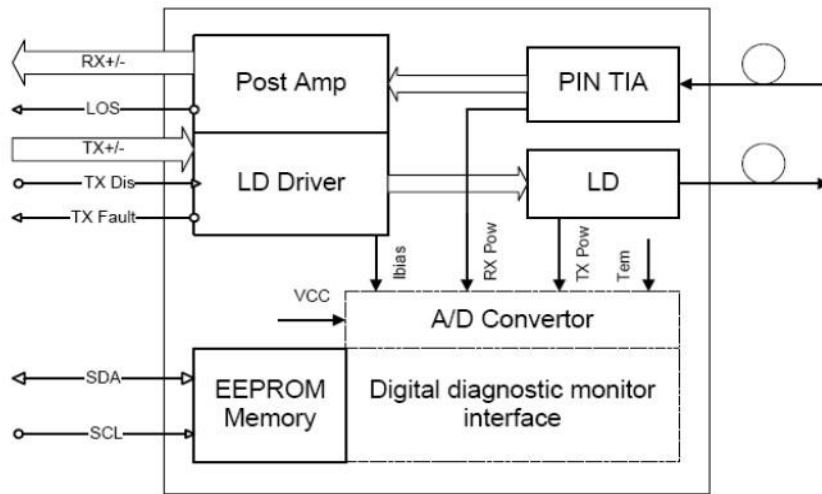 RX+/-
Post Amp
PIN TIA
LOS
TX+/-
TX Dis
LD Driver
LD
TX Fault
Ibias
RX Pow
TX Pow
Tem
VCC
A/D Convertor
SDA
EEPROM
Memory
Digital diagnostic monitor
interface
SCL